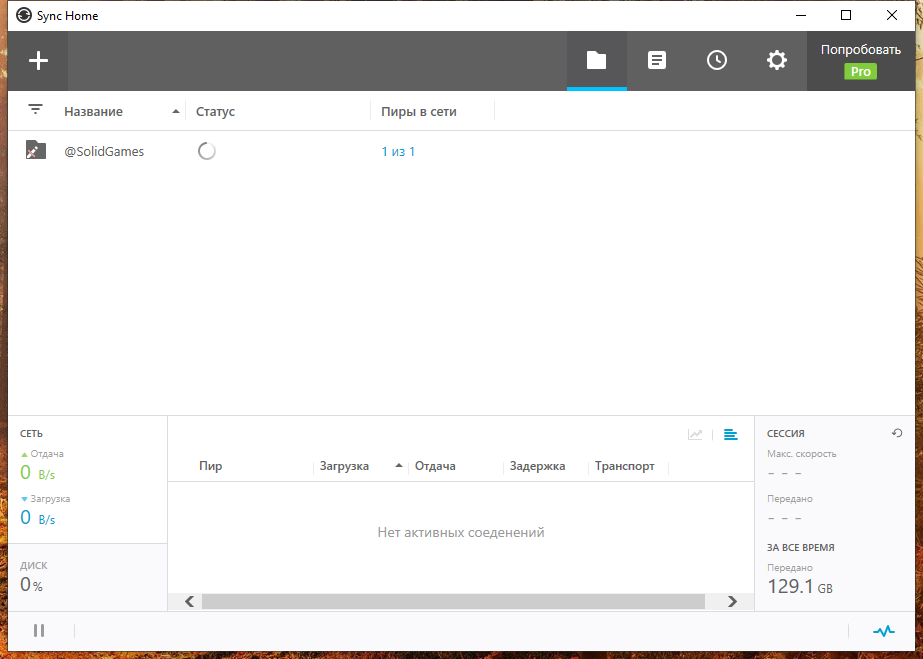 Sync Home
Попробовать
Pro
Название
Статус
Пиры в сети
@SolidGames
1 из 1
СЕТЬ
Отдача
0 B/s
Загрузка
0 B/s
ДИСК
0%
Пир
Загрузка
Отдача
Задержка
Транспорт
Нет активных соеденений
СЕССИЯ
Макс. скорость
– – –
Передано
– – –
ЗА ВСЕ ВРЕМЯ
Передано
129.1 GB